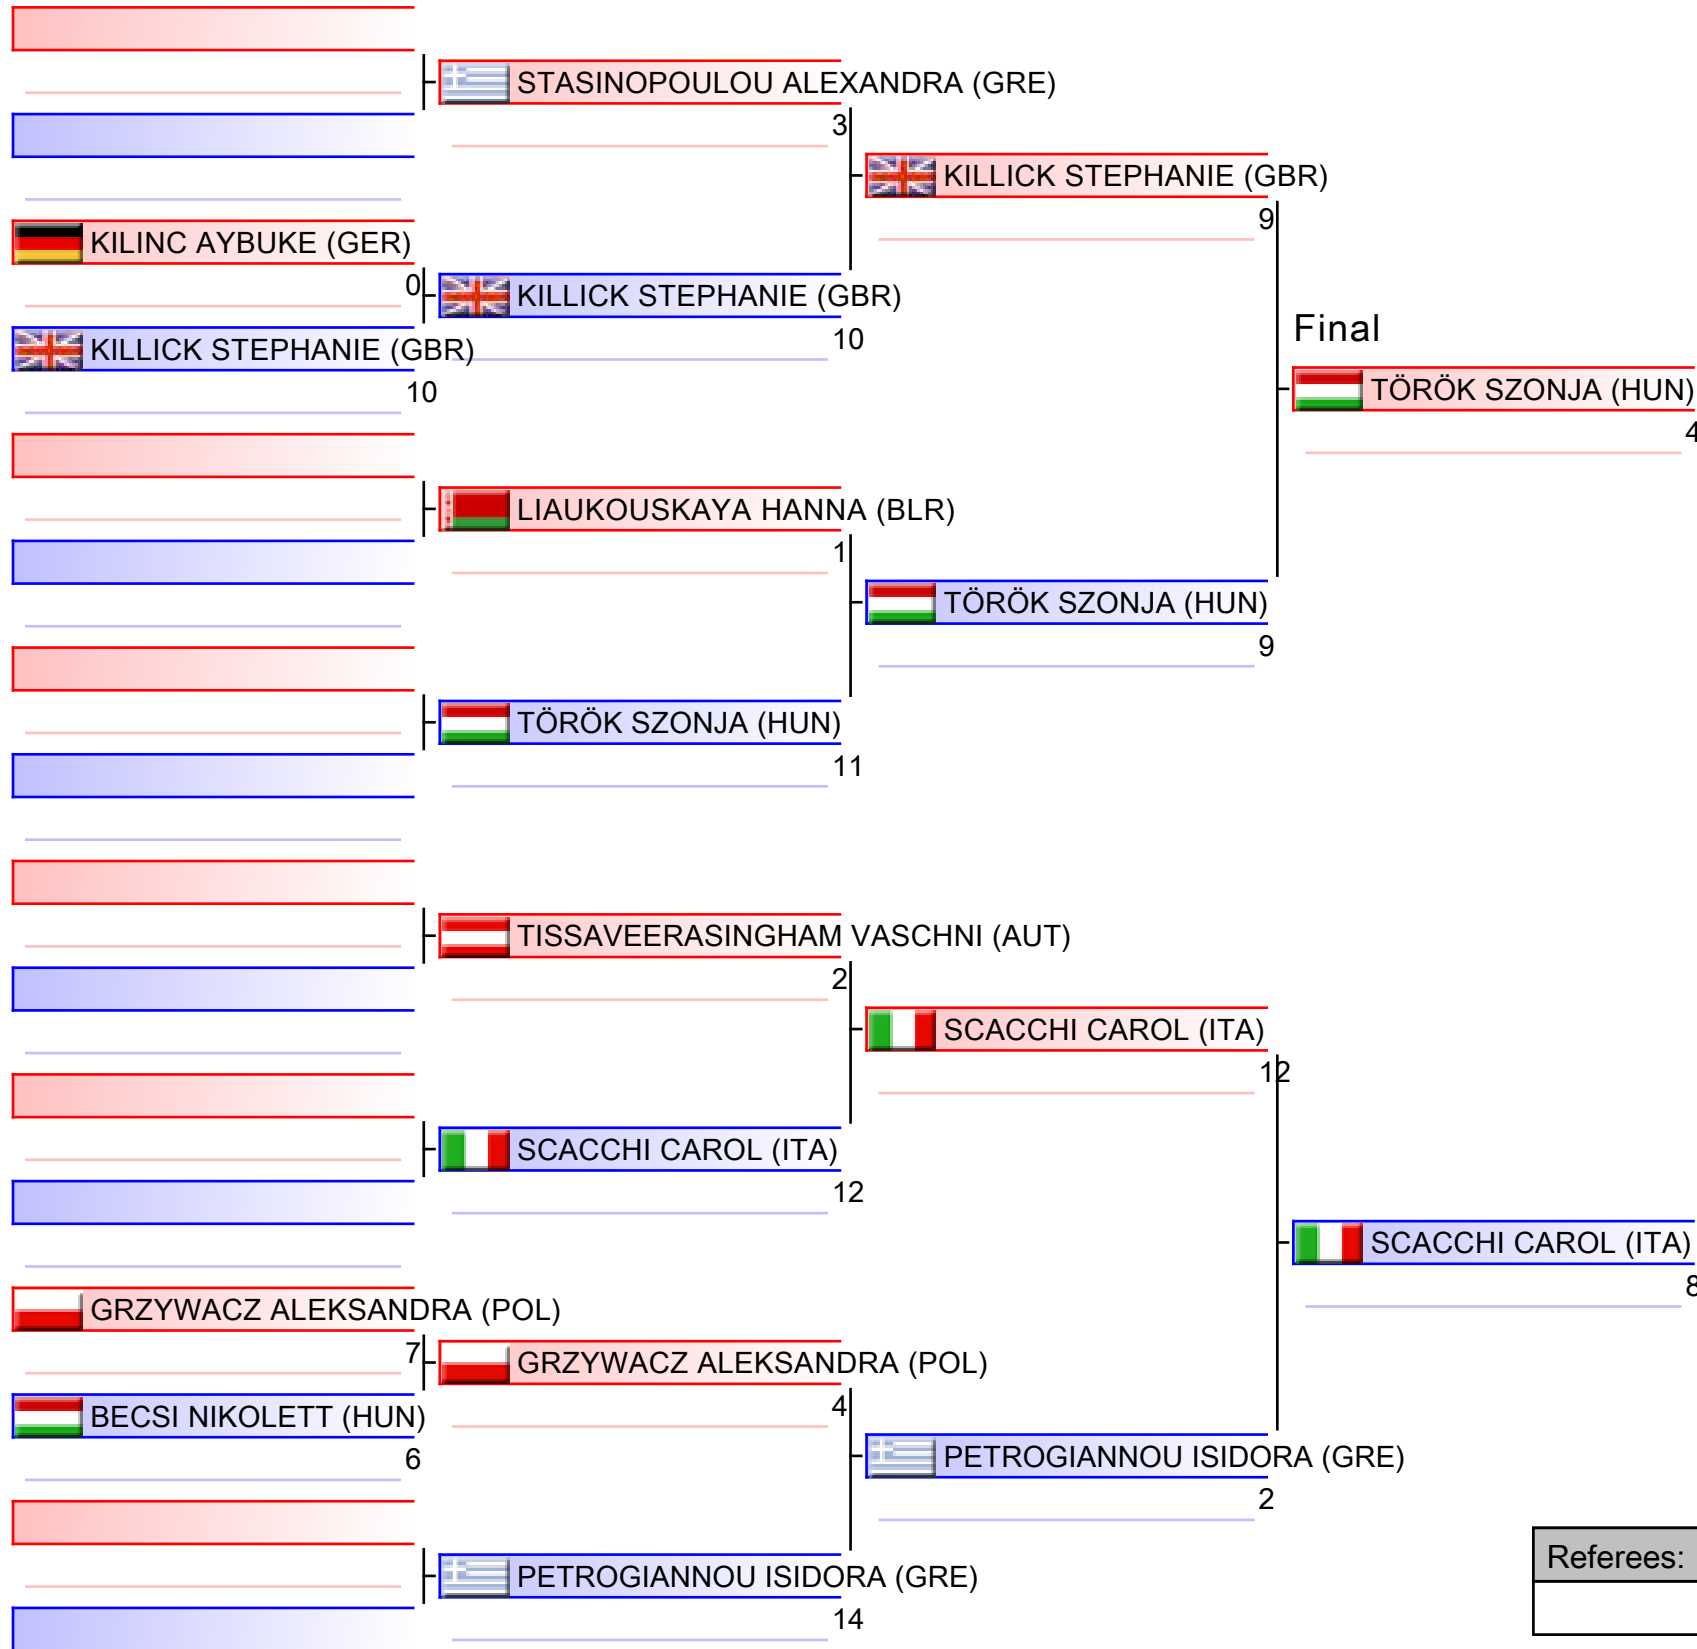 STASINOPOULOU ALEXANDRA (GRE)
3
KILLICK STEPHANIE (GBR)
9
KILINC AYBUKE (GER)
0
KILLICK STEPHANIE (GBR)
10
KILLICK STEPHANIE (GBR)
10
Final
TÖRÖK SZONJA (HUN)
4
LIAUKOUSKAYA HANNA (BLR)
1
TÖRÖK SZONJA (HUN)
9
TÖRÖK SZONJA (HUN)
11
TISSAVEERASINGHAM VASCHNI (AUT)
2
SCACCHI CAROL (ITA)
12
SCACCHI CAROL (ITA)
12
SCACCHI CAROL (ITA)
8
GRZYWACZ ALEKSANDRA (POL)
7
GRZYWACZ ALEKSANDRA (POL)
4
BECSI NIKOLETT (HUN)
6
PETROGIANNOU ISIDORA (GRE)
2
PETROGIANNOU ISIDORA (GRE)
14
Referees: